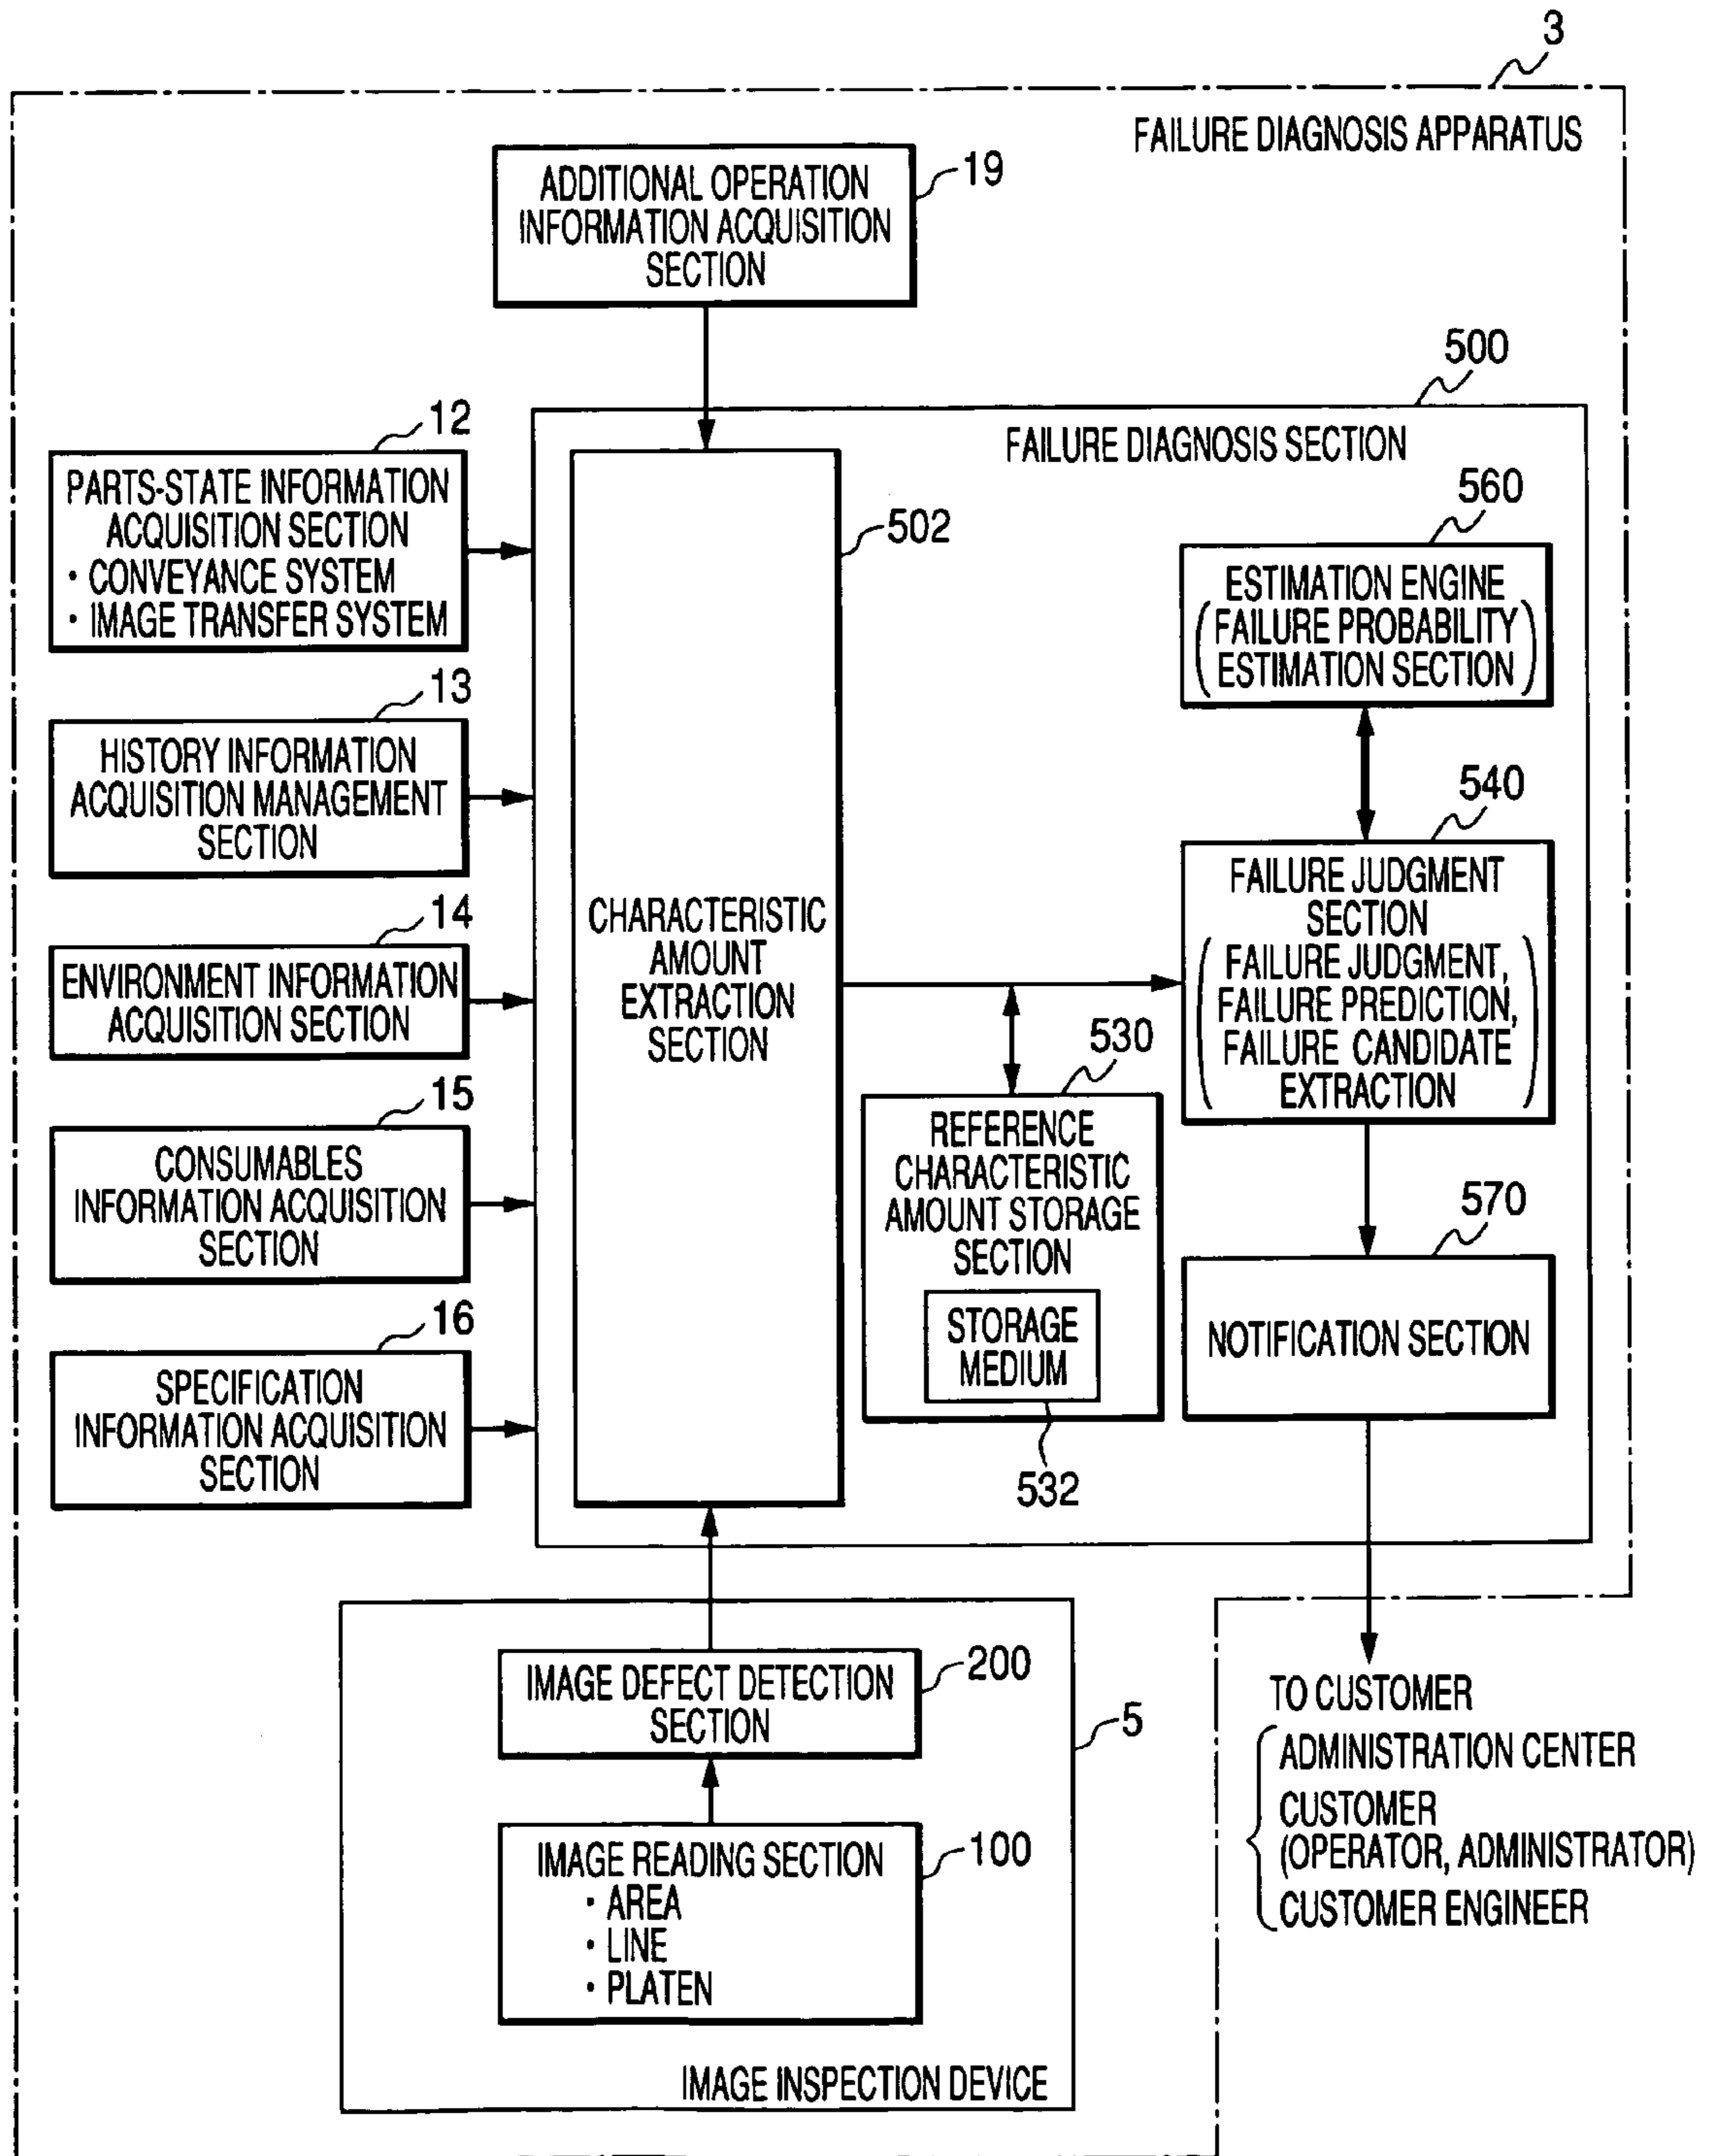 3
FAILURE DIAGNOSIS APPARATUS
ADDITIONAL OPERATION
INFORMATION ACQUISITION
SECTION
19
500
FAILURE DIAGNOSIS SECTION
12
PARTS-STATE INFORMATION
ACQUISITION SECTION
・CONVEYANCE SYSTEM
・IMAGE TRANSFER SYSTEM
13
HISTORY INFORMATION
ACQUISITION MANAGEMENT
SECTION
14
ENVIRONMENT INFORMATION
ACQUISITION SECTION
15
CONSUMABLES
INFORMATION ACQUISITION
SECTION
16
SPECIFICATION
INFORMATION ACQUISITION
SECTION
502
CHARACTERISTIC
AMOUNT
EXTRACTION
SECTION
560
ESTIMATION ENGINE
(FAILURE PROBABILITY
ESTIMATION SECTION)
540
FAILURE JUDGMENT
SECTION
(FAILURE JUDGMENT,
FAILURE PREDICTION,
FAILURE CANDIDATE
EXTRACTION)
530
REFERENCE
CHARACTERISTIC
AMOUNT STORAGE
SECTION
STORAGE
MEDIUM
532
570
NOTIFICATION SECTION
IMAGE DEFECT DETECTION
SECTION
200
5
IMAGE READING SECTION
・AREA
・LINE
・PLATEN
100
IMAGE INSPECTION DEVICE
TO CUSTOMER
ADMINISTRATION CENTER
CUSTOMER
(OPERATOR, ADMINISTRATOR)
CUSTOMER ENGINEER